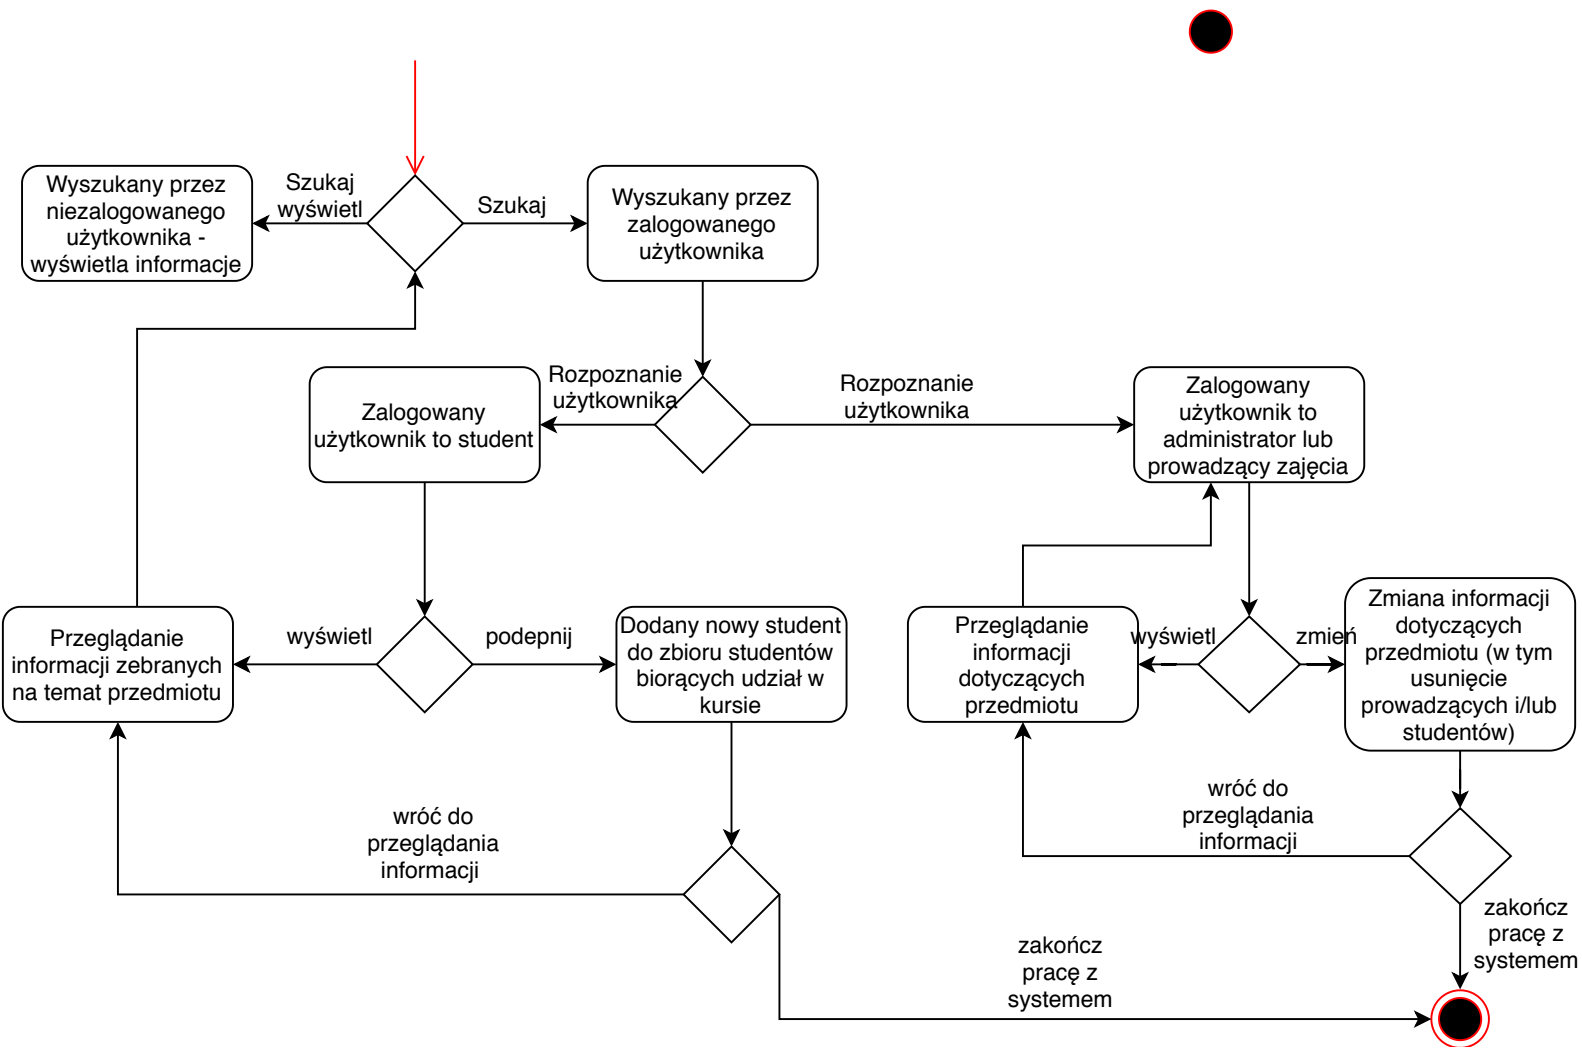 Wyszukany przez
niezalogowanego
użytkownika -
wyświetla informacje
Szukaj
wyświetl
Szukaj
Wyszukany przez
zalogowanego
użytkownika
Zalogowany
użytkownik to student
Rozpoznanie
użytkownika
Rozpoznanie
użytkownika
Zalogowany
użytkownik to
administrator lub
prowadzący zajęcia
Przeglądanie
informacji zebranych
na temat przedmiotu
wyświetl
podepnij
Dodany nowy student
do zbioru studentów
biorących udział w
kursie
Przeglądanie
informacji
dotyczących
przedmiotu
wyświetl
zmień
Zmiana informacji
dotyczących
przedmiotu (w tym
usunięcie
prowadzących i/lub
studentów)
wróć do
przeglądania
informacji
wróć do
przeglądania
informacji
zakończ
pracę z
systemem
zakończ
pracę z
systemem